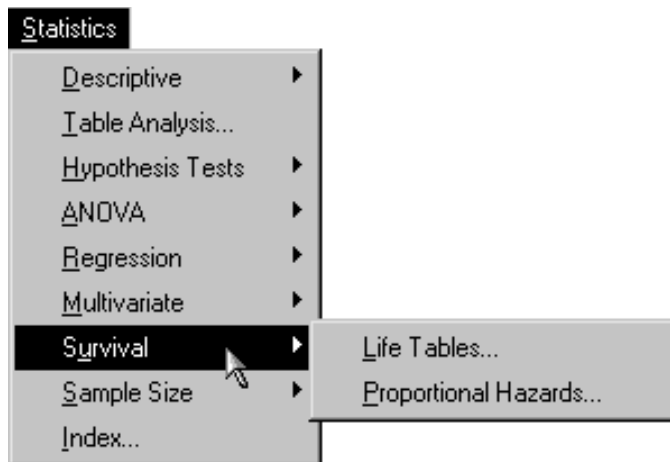 Statistics
Descriptive
Table Analysis...
Hypothesis Tests
ANOVA
Regression
Multivariate
Survival
Life Tables...
Sample Size
Proportional Hazards...
Index...